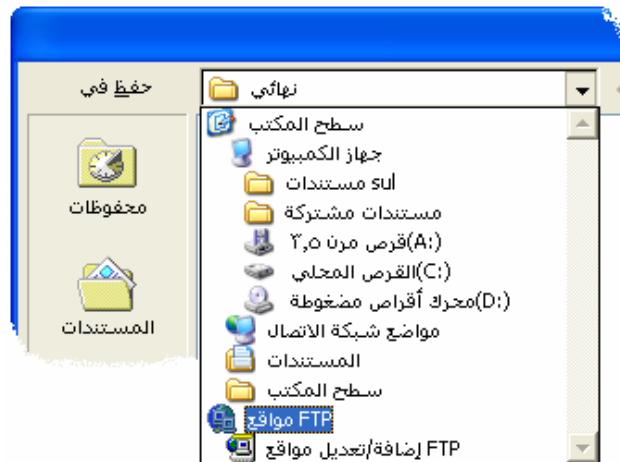 حفظ في
نهائي
سطح المكتب
جهاز الكمبيوتر
sul مستندات
مستندات مشتركة
(A:)قرص مرن ٣,٥
(C:)القرص المحلي
(D:)محرك أقراص مضغوطة
مواضع شبكة الاتصال
المستندات
سطح المكتب
FTP مواقع
FTP إضافة/تعديل مواقع
محفوظات
المستندات